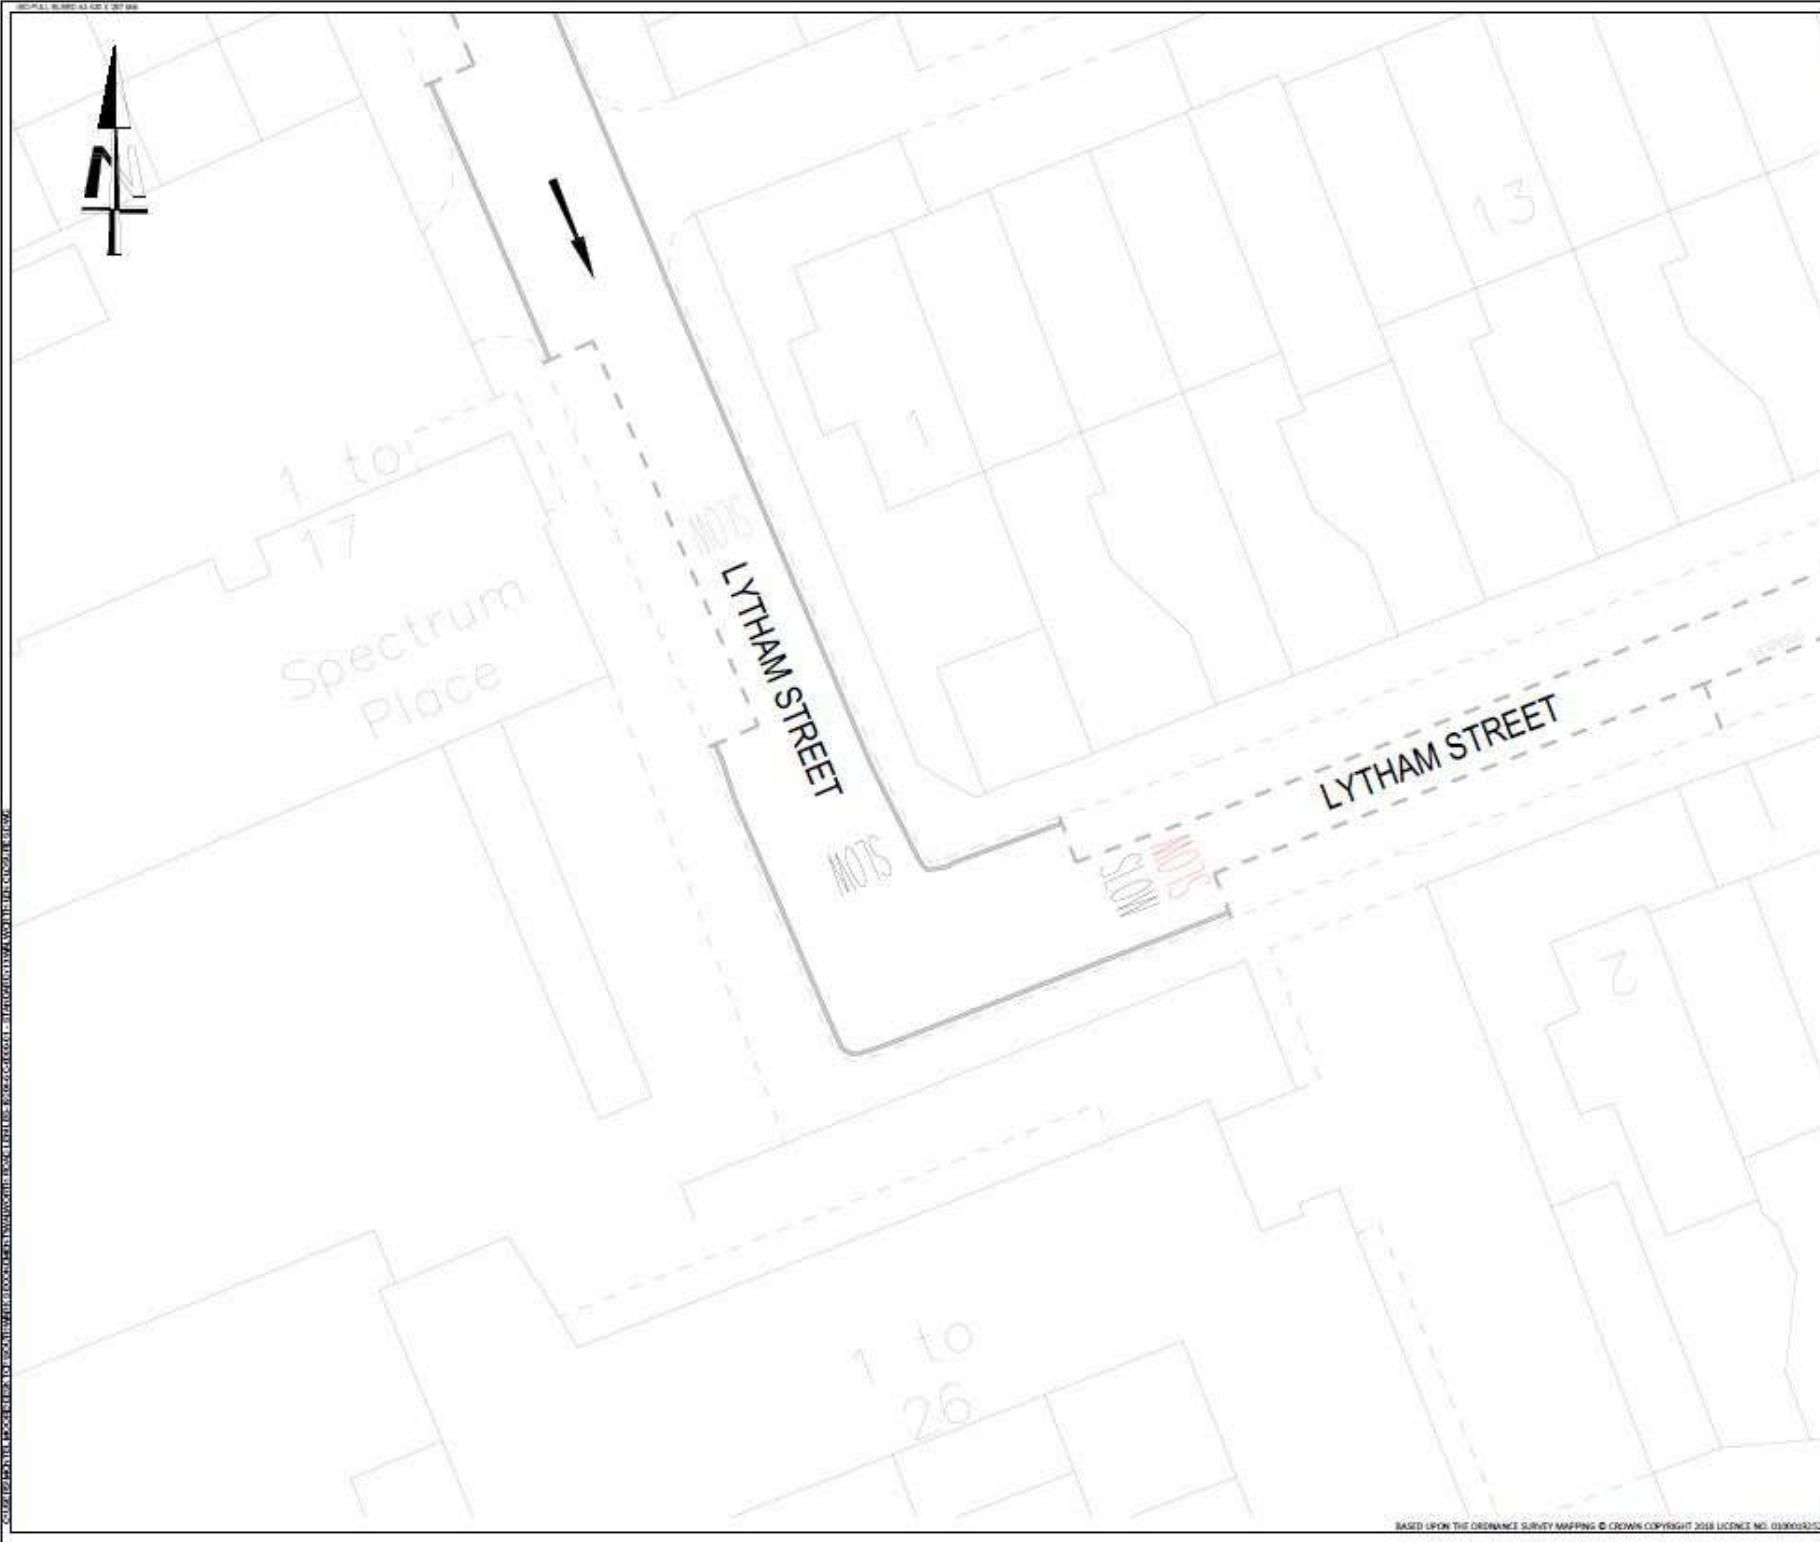 N
13
1
1 to
17
Spectrum
Place
SLOW
LYTHAM STREET
LYTHAM STREET
SLOW
SLOW
SLOW
2
1 to
26
BASED UPON THE ORDNANCE SURVEY MAPPING © CROWN COPYRIGHT 2018 LICENCE NO.